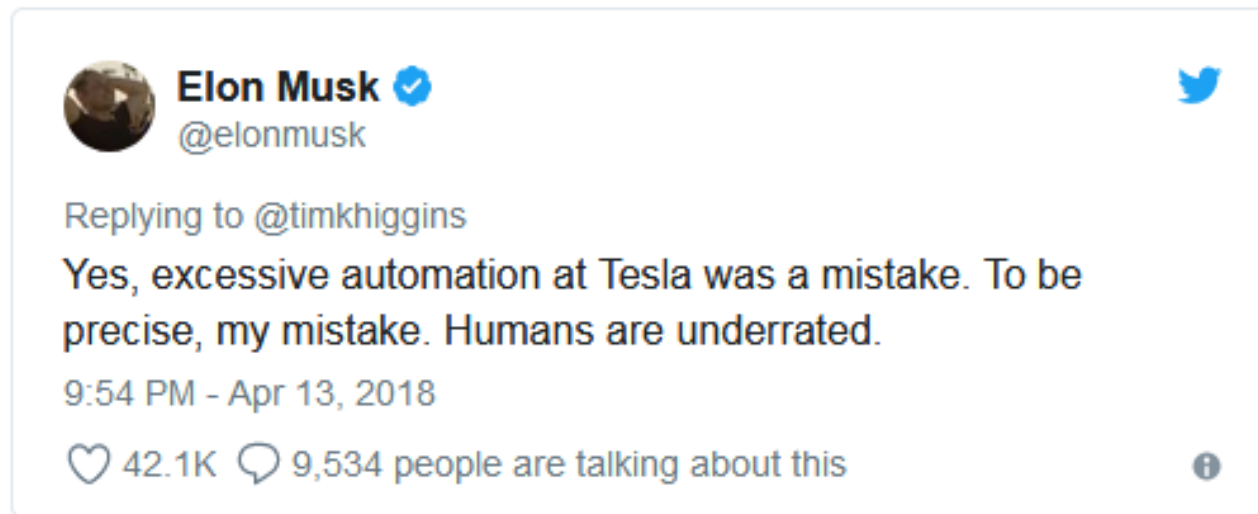 Elon Musk
@elonmusk
Replying to @timkhiggins
Yes, excessive automation at Tesla was a mistake. To be
precise, my mistake. Humans are underrated.
9:54 PM - Apr 13, 2018
42.1K 9,534 people are talking about this